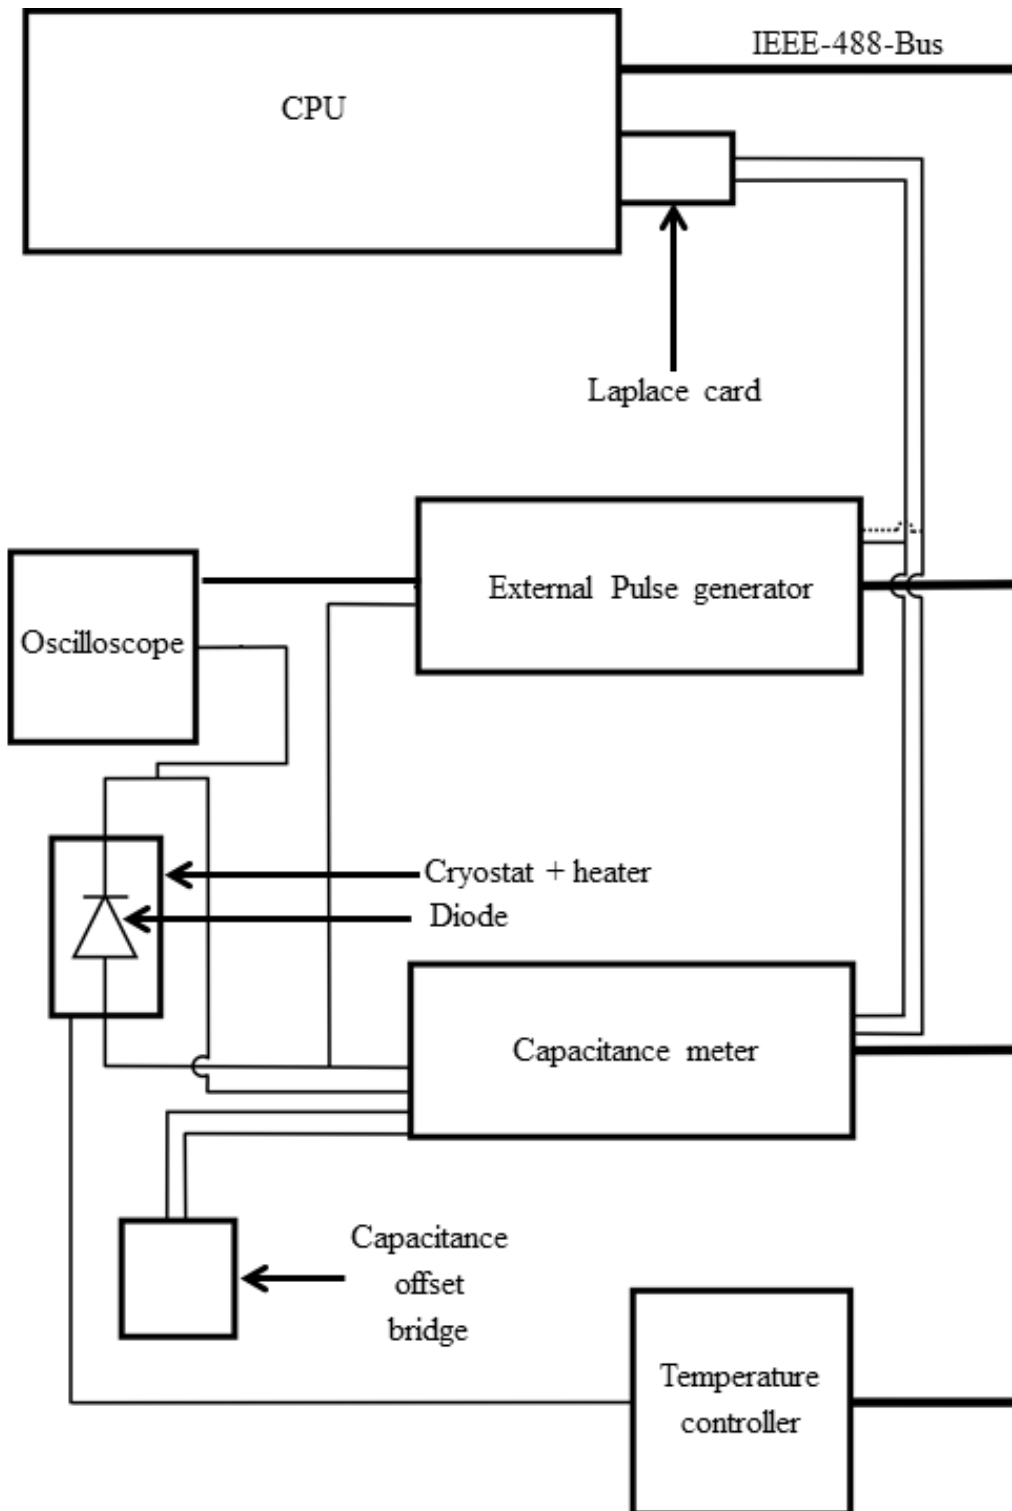 IEEE-488-Bus
CPU
Laplace card
External Pulse generator
Oscilloscope
Cryostat + heater
Diode
Capacitance meter
Capacitance
offset
bridge
Temperature
controller